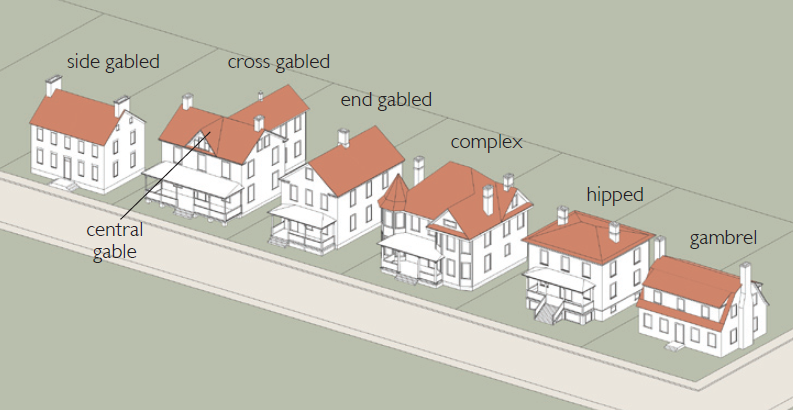 side gabled
cross gabled
end gabled
complex
hipped
gambrel
central
gable